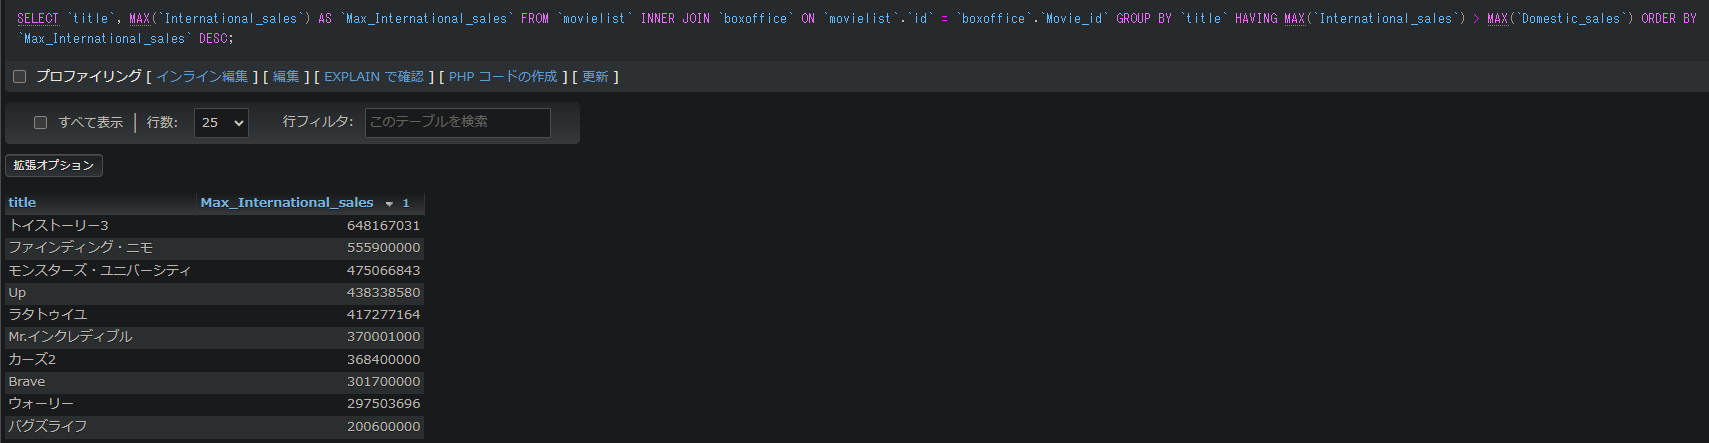 SELECT `title`, MAX(`International_sales`) AS `Max_International_sales` FROM `movielist` INNER JOIN `boxoffice` ON `movielist`.`id` = `boxoffice`.`Movie_id` GROUP BY `title` HAVING MAX(`International_sales`) > MAX(`Domestic_sales`) ORDER BY
`Max_International_sales` DESC;
プロファイリング [ インライン編集 ] [ 編集 ] [ EXPLAIN で確認 ] [ PHP コードの作成 ] [ 更新 ]
すべて表示 | 行数: 25 行フィルタ: このテーブルを検索
拡張オプション
title Max_International_sales 1
トイストーリー3 648167031
ファインディング・ニモ 555900000
モンスターズ・ユニバーシティ 475066843
Up 438338580
ラタトゥイユ 417277164
Mr.インクレディブル 370001000
カーズ2 368400000
Brave 301700000
ウォーリー 297503696
バグズライフ 200600000